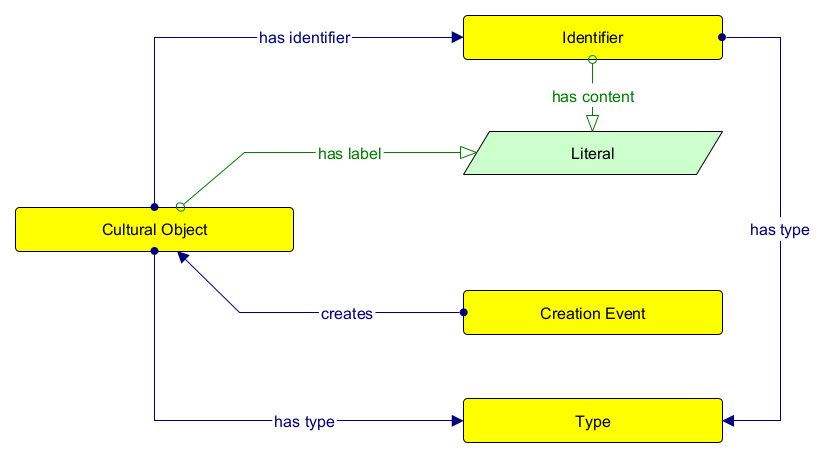 has identifier
Identifier
has content
has label
Literal
Cultural Object
has type
creates
Creation Event
has type
Type